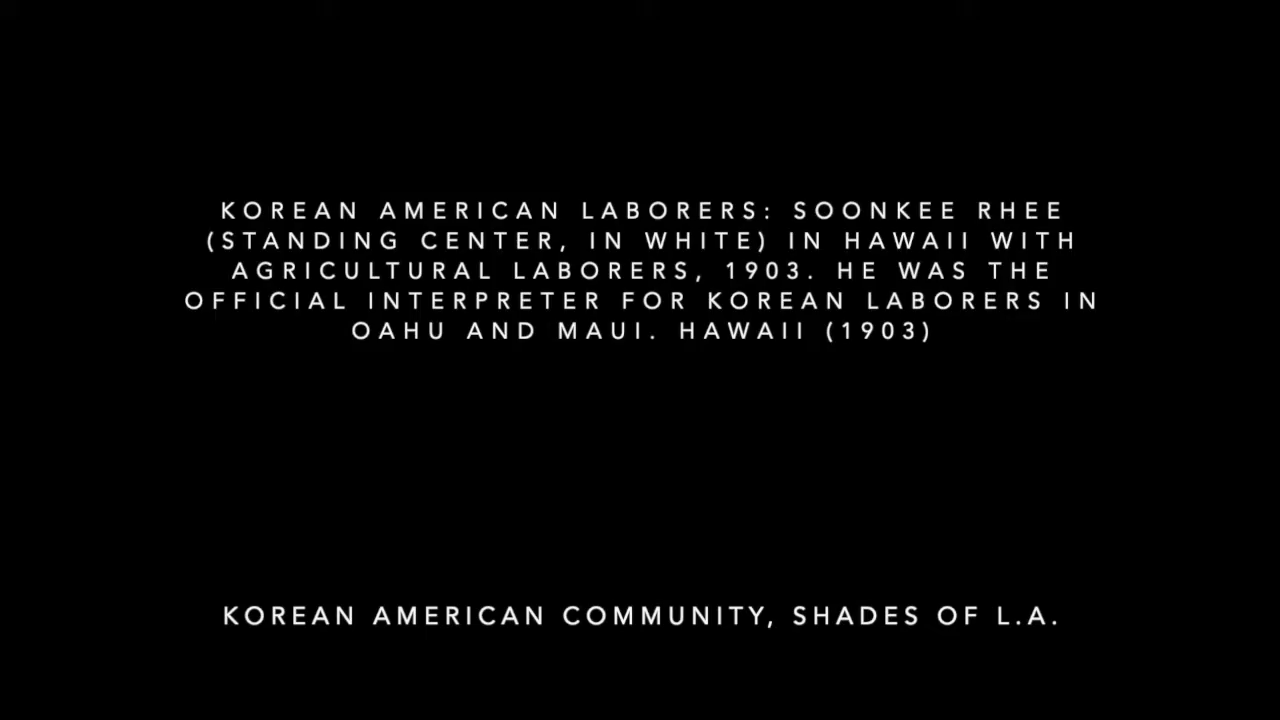 KOREAN AMERICAN LABORERS: SOONKEE RHEE
(STANDING CENTER, IN WHITE) IN HAWAII WITH
AGRICULTURAL LABORERS, 1903. HE WAS THE
OFFICIAL INTERPRETER FOR KOREAN LABORERS IN
OAHU AND MAUI. HAWAII (1903)
KOREAN AMERICAN COMMUNITY, SHADES OF L.A.